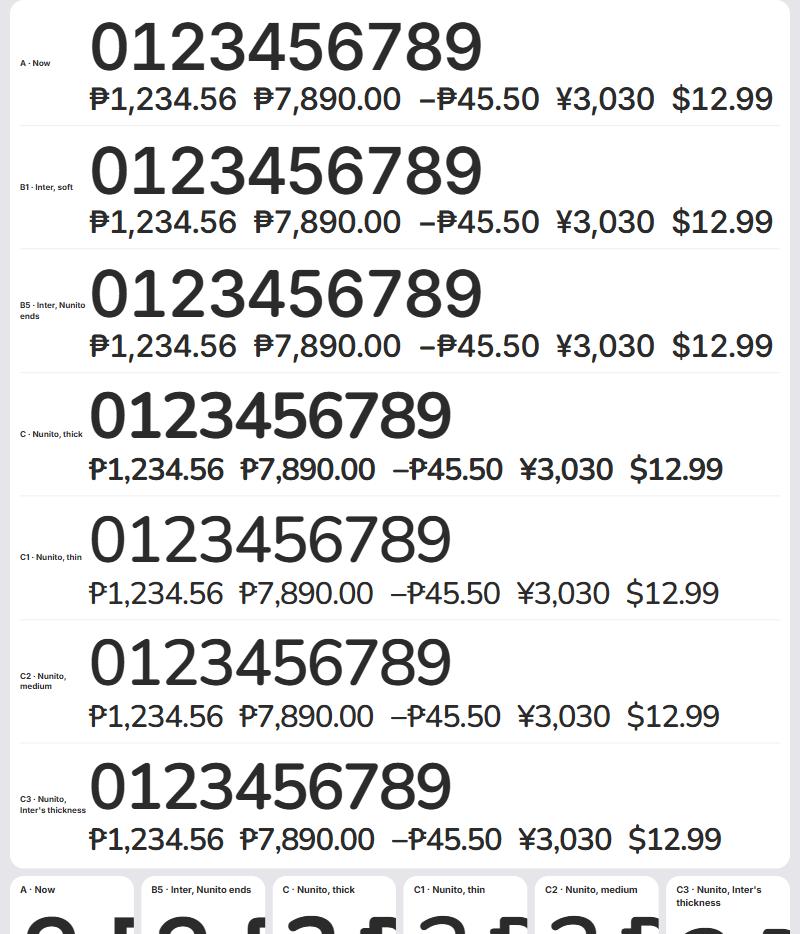 A · Now
0123456789
₱1,234.56 ₱7,890.00 –₱45.50 ¥3,030 $12.99
B1 · Inter, soft
0123456789
₱1,234.56 ₱7,890.00 –₱45.50 ¥3,030 $12.99
B5 · Inter, Nunito
ends
0123456789
₱1,234.56 ₱7,890.00 –₱45.50 ¥3,030 $12.99
C · Nunito, thick
0123456789
₱1,234.56 ₱7,890.00 –₱45.50 ¥3,030 $12.99
C1 · Nunito, thin
0123456789
₱1,234.56 ₱7,890.00 –₱45.50 ¥3,030 $12.99
C2 · Nunito,
medium
0123456789
₱1,234.56 ₱7,890.00 –₱45.50 ¥3,030 $12.99
C3 · Nunito,
Inter's thickness
0123456789
₱1,234.56 ₱7,890.00 –₱45.50 ¥3,030 $12.99
A · Now
B5 · Inter, Nunito ends
C · Nunito, thick
C1 · Nunito, thin
C2 · Nunito, medium
C3 · Nunito, Inter's
thickness